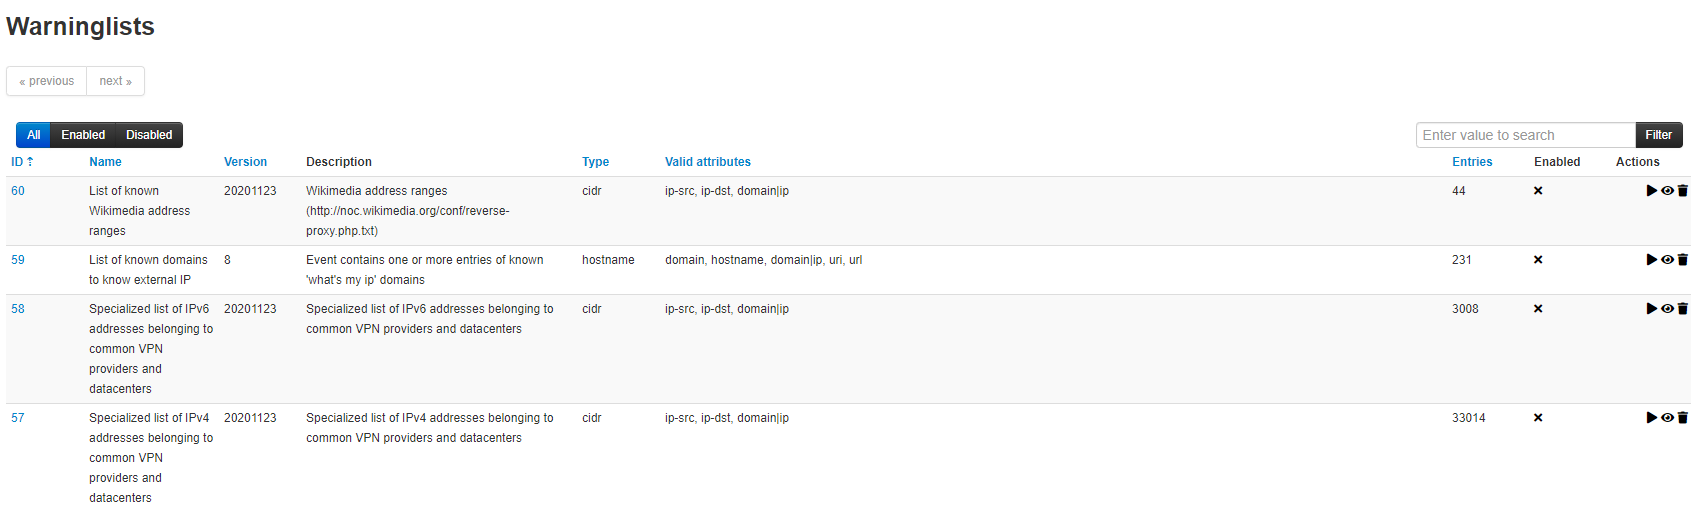 Warninglists
« previous next »
All Enabled Disabled Enter value to search Filter
ID Name Version Description Type Valid attributes Entries Enabled Actions
60 List of known 20201123 Wikimedia address ranges cidr ip-src, ip-dst, domain|ip 44
Wikimedia address (http://noc.wikimedia.org/conf/reverse-
ranges proxy.php.txt)
59 List of known domains 8 Event contains one or more entries of known hostname domain, hostname, domain|ip, uri, url 231
to know external IP 'what's my ip' domains
58 Specialized list of IPv6 20201123 Specialized list of IPv6 addresses belonging to cidr ip-src, ip-dst, domain|ip 3008
addresses belonging to common VPN providers and datacenters
common VPN
providers and
datacenters
57 Specialized list of IPv4 20201123 Specialized list of IPv4 addresses belonging to cidr ip-src, ip-dst, domain|ip 33014
addresses belonging to common VPN providers and datacenters
common VPN
providers and
datacenters